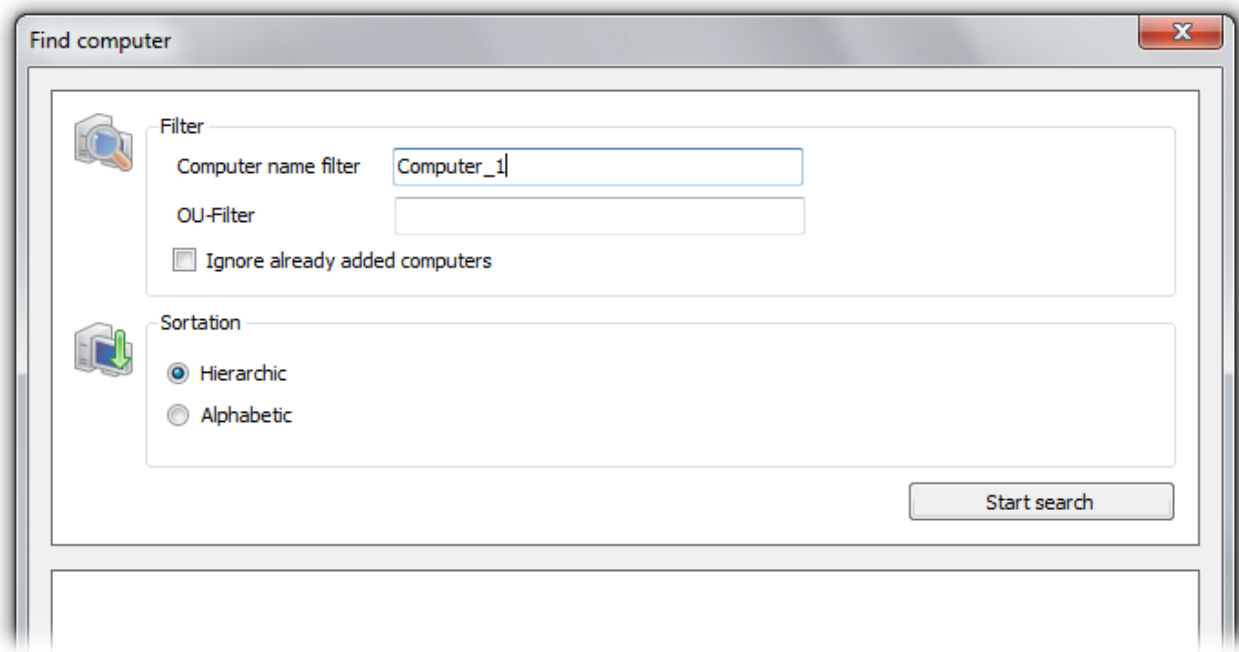 Find computer
Filter
Computer name filter Computer_1
OU-Filter
Ignore already added computers
Sortation
Hierarchic
Alphabetic
Start search